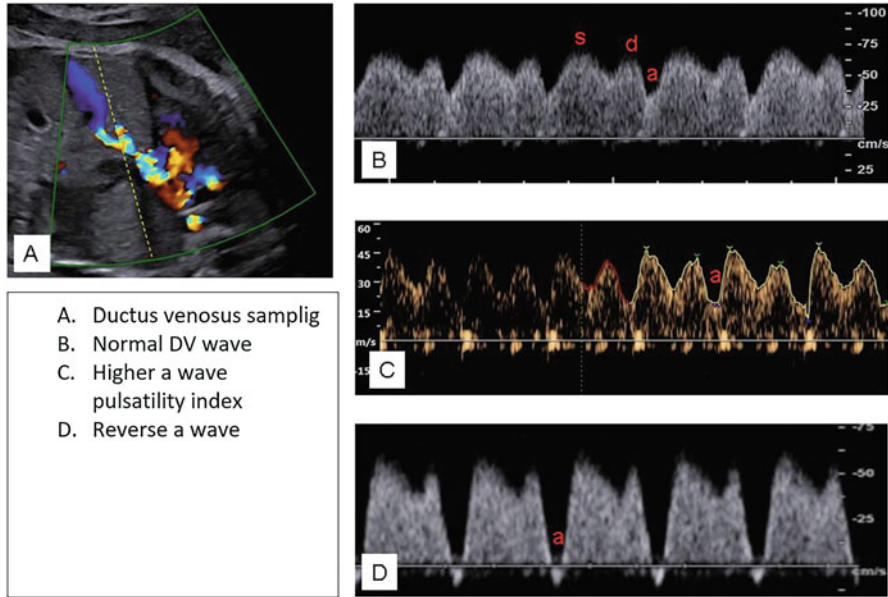 A
A. Ductus venosus samplig
B. Normal DV wave
C. Higher a wave
pulsatility index
D. Reverse a wave
s
d
a
-100
-75
-50
-25
cm/s
25
B
60
45
30
15
m/s
-15
a
C
-75
-50
-25
cm/s
a
D